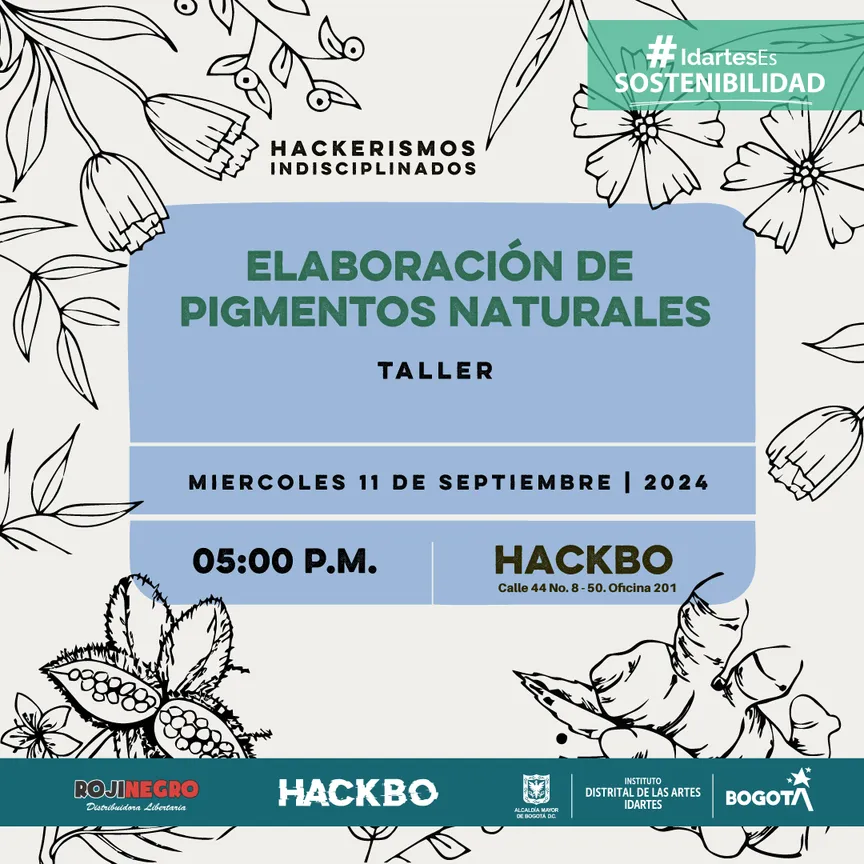 #IdartesEs
SOSTENIBILIDAD
HACKERISMOS
INDISCIPLINADOS
ELABORACIÓN DE
PIGMENTOS NATURALES
TALLER
MIERCOLES 11 DE SEPTIEMBRE | 2024
05:00 P.M.
HACKBO
Calle 44 No. 8 - 50. Oficina 201
ROJINEGRO
Distribuidora Libertaria
HACKBO
ALCALDÍA MAYOR
DE BOGOTÁ D.C.
INSTITUTO
DISTRITAL DE LAS ARTES
IDARTES
BOGOTÁ